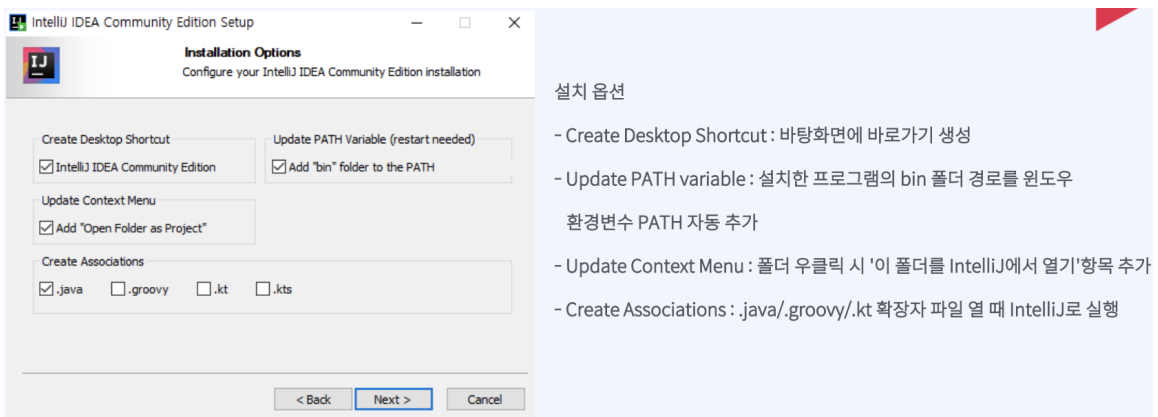 IntelliJ IDEA Community Edition Setup
IJ
Installation Options
Configure your IntelliJ IDEA Community Edition installation
Create Desktop Shortcut
IntelliJ IDEA Community Edition
Update PATH Variable (restart needed)
Add "bin" folder to the PATH
Update Context Menu
Add "Open Folder as Project"
Create Associations
.java .groovy .kt .kts
< Back Next > Cancel
설치 옵션
- Create Desktop Shortcut : 바탕화면에 바로가기 생성
- Update PATH variable : 설치한 프로그램의 bin 폴더 경로를 윈도우
환경변수 PATH 자동 추가
- Update Context Menu : 폴더 우클릭 시 '이 폴더를 IntelliJ에서 열기'항목 추가
- Create Associations : .java/.groovy/.kt 확장자 파일 열 때 IntelliJ로 실행